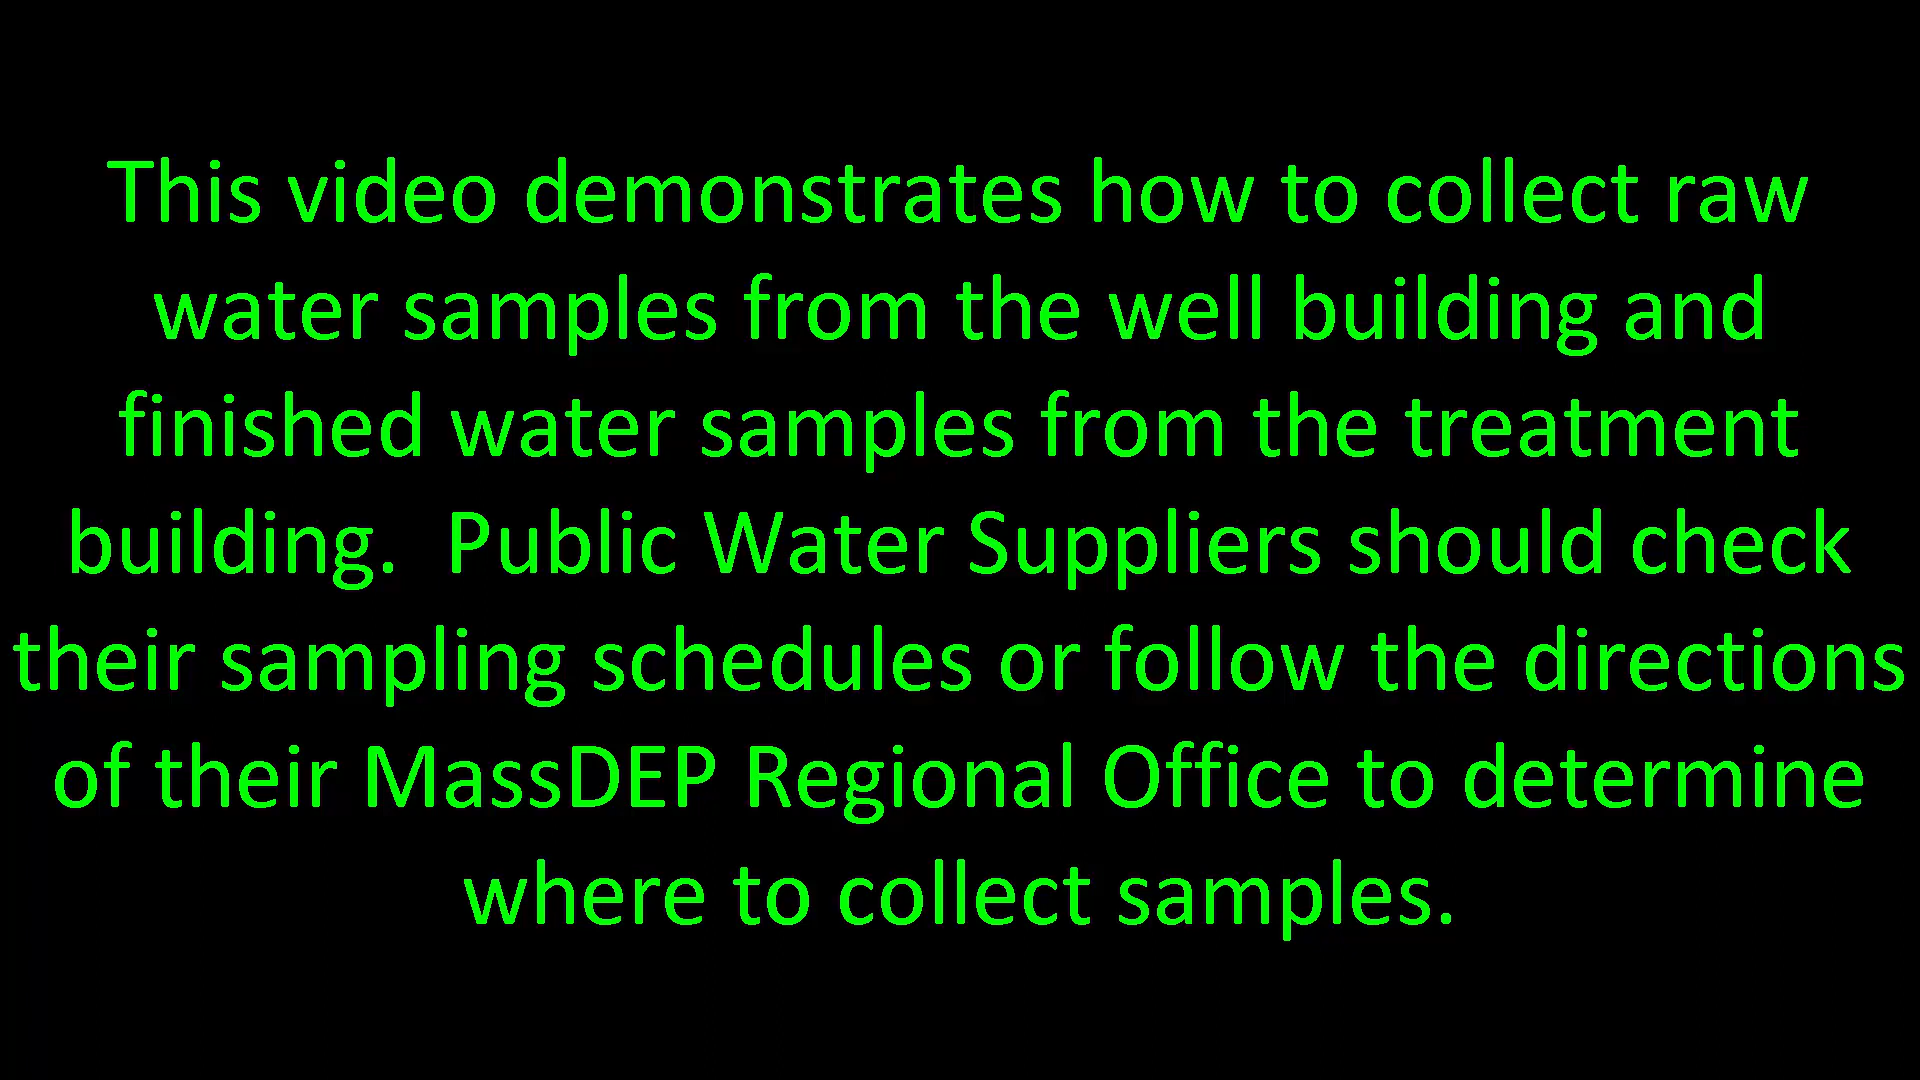 This video demonstrates how to collect raw
water samples from the well building and
finished water samples from the treatment
building.  Public Water Suppliers should check
their sampling schedules or follow the directions
of their MassDEP Regional Office to determine
where to collect samples.